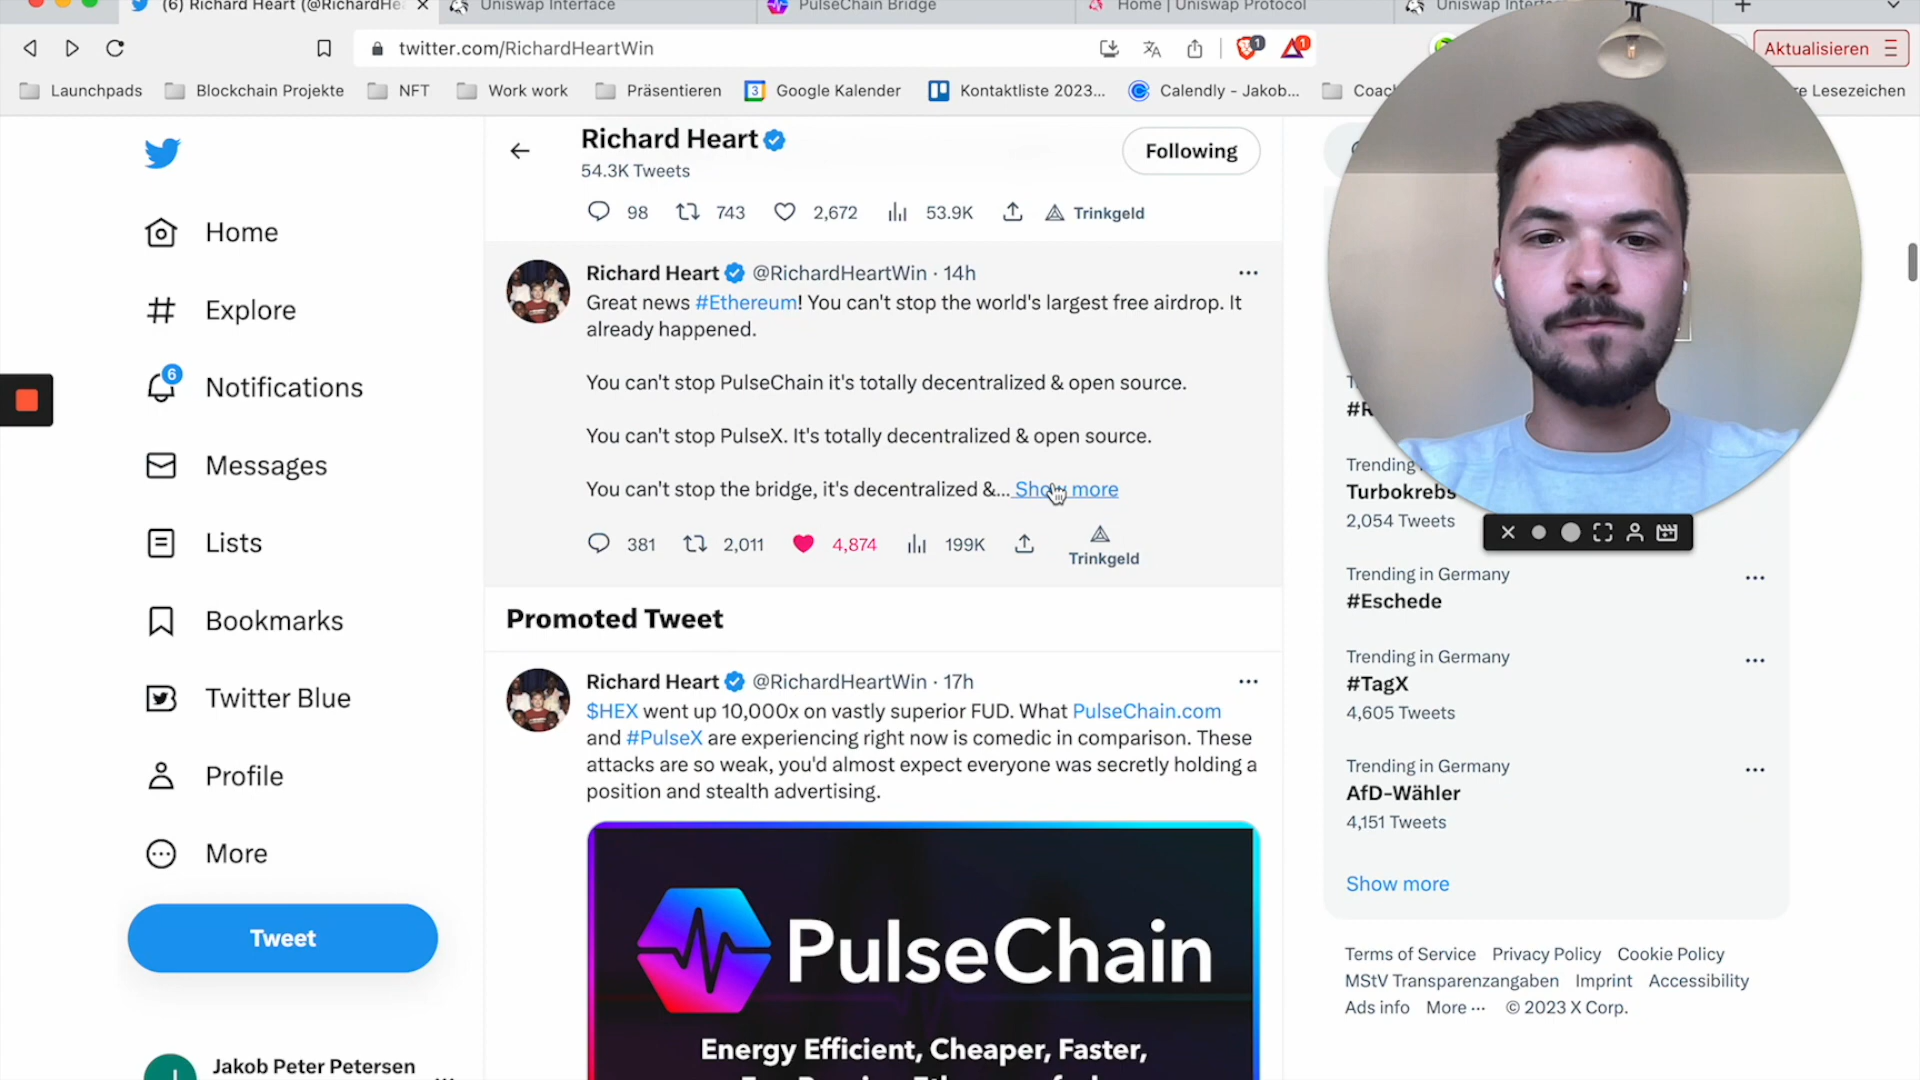 (6) Richard Heart (@RichardHe
Uniswap Interface
PulseChain Bridge
Home | Uniswap Protocol
twitter.com/RichardHeartWin
1
1
Aktualisieren
Launchpads
Blockchain Projekte
NFT
Work work
Präsentieren
3 Google Kalender
Kontaktliste 2023...
Calendly - Jakob...
Lesezeichen
Home
Explore
6
Notifications
Messages
Lists
Bookmarks
Twitter Blue
Profile
More
Tweet
Jakob Peter Petersen
Richard Heart
54.3K Tweets
Following
98 743 2,672 53.9K Trinkgeld
Richard Heart @RichardHeartWin · 14h
Great news #Ethereum! You can't stop the world's largest free airdrop. It
already happened.
You can't stop PulseChain it's totally decentralized & open source.
You can't stop PulseX. It's totally decentralized & open source.
You can't stop the bridge, it's decentralized &... Show more
381 2,011 4,874 199K Trinkgeld
Promoted Tweet
Richard Heart @RichardHeartWin · 17h
$HEX went up 10,000x on vastly superior FUD. What PulseChain.com
and #PulseX are experiencing right now is comedic in comparison. These
attacks are so weak, you'd almost expect everyone was secretly holding a
position and stealth advertising.
PulseChain
Energy Efficient, Cheaper, Faster,
Trending
Turbokrebs
2,054 Tweets
Trending in Germany
#Eschede
Trending in Germany
#TagX
4,605 Tweets
Trending in Germany
AfD-Wähler
4,151 Tweets
Show more
Terms of Service Privacy Policy Cookie Policy
MStV Transparenzangaben Imprint Accessibility
Ads info More ··· © 2023 X Corp.